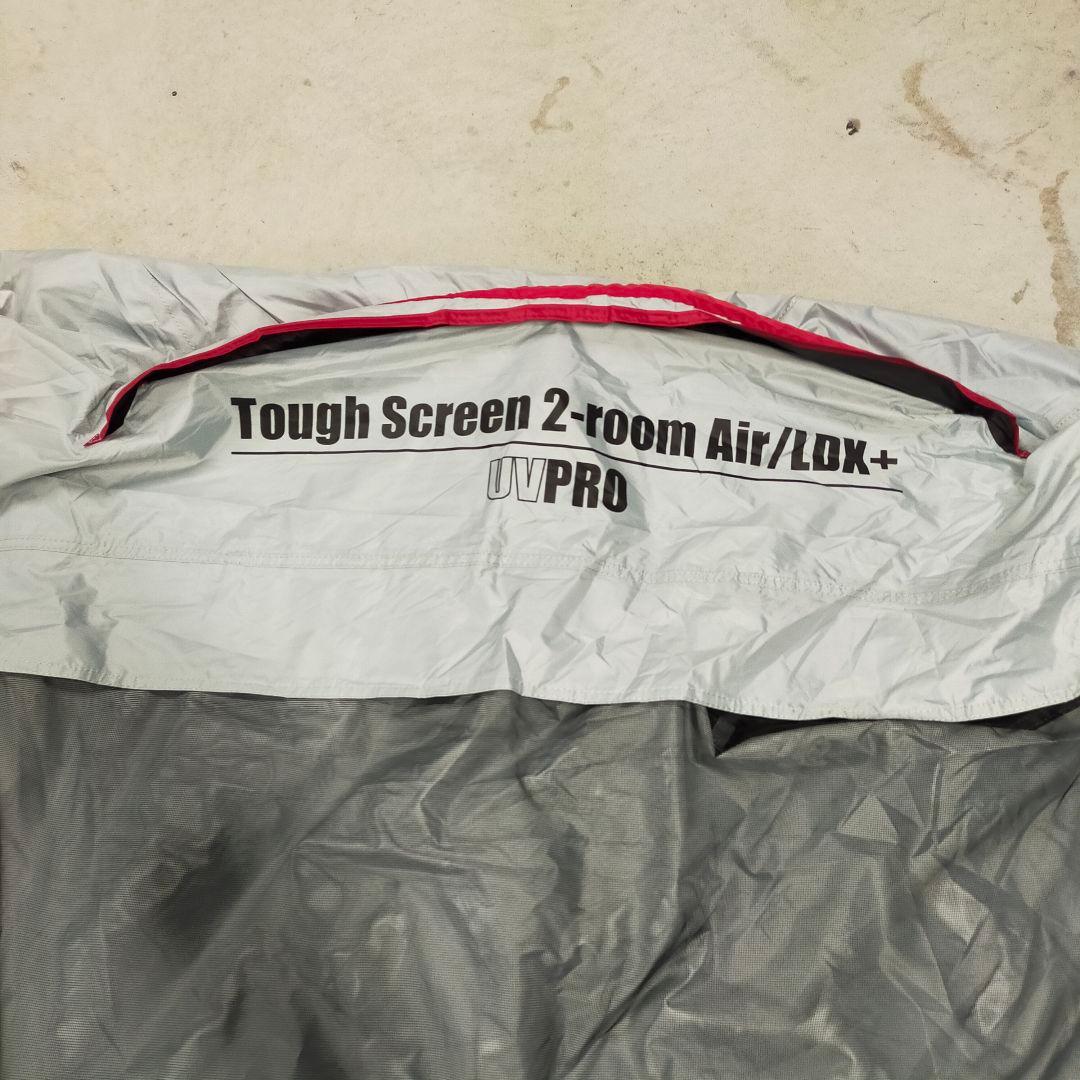 Tough Screen 2-room Air/LDX+
UVPRO